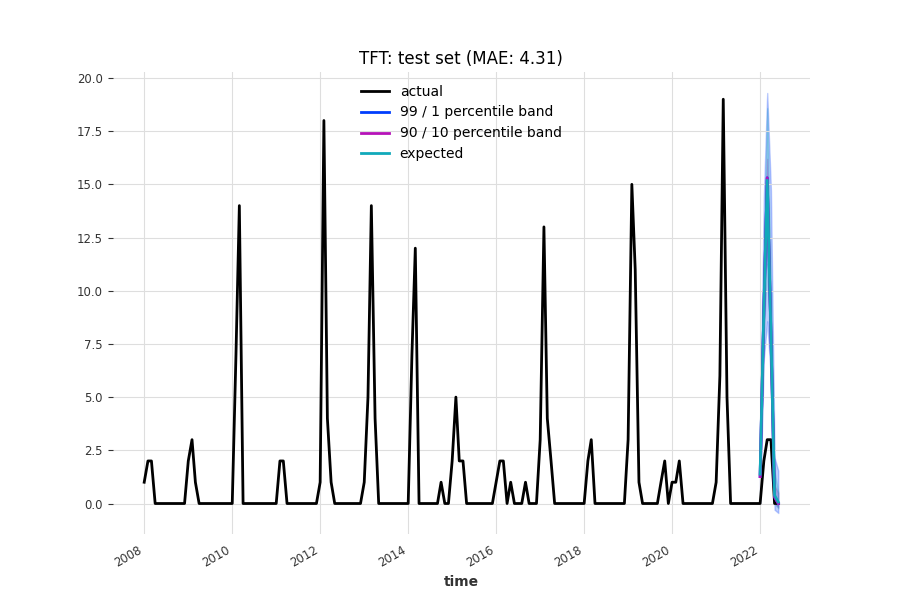 TFT: test set (MAE: 4.31)
20.0
17.5
15.0
12.5
10.0
7.5
5.0
2.5
0.0
actual
99 / 1 percentile band
90 / 10 percentile band
expected
2008
2010
2012
2014
2016
2018
2020
2022
time